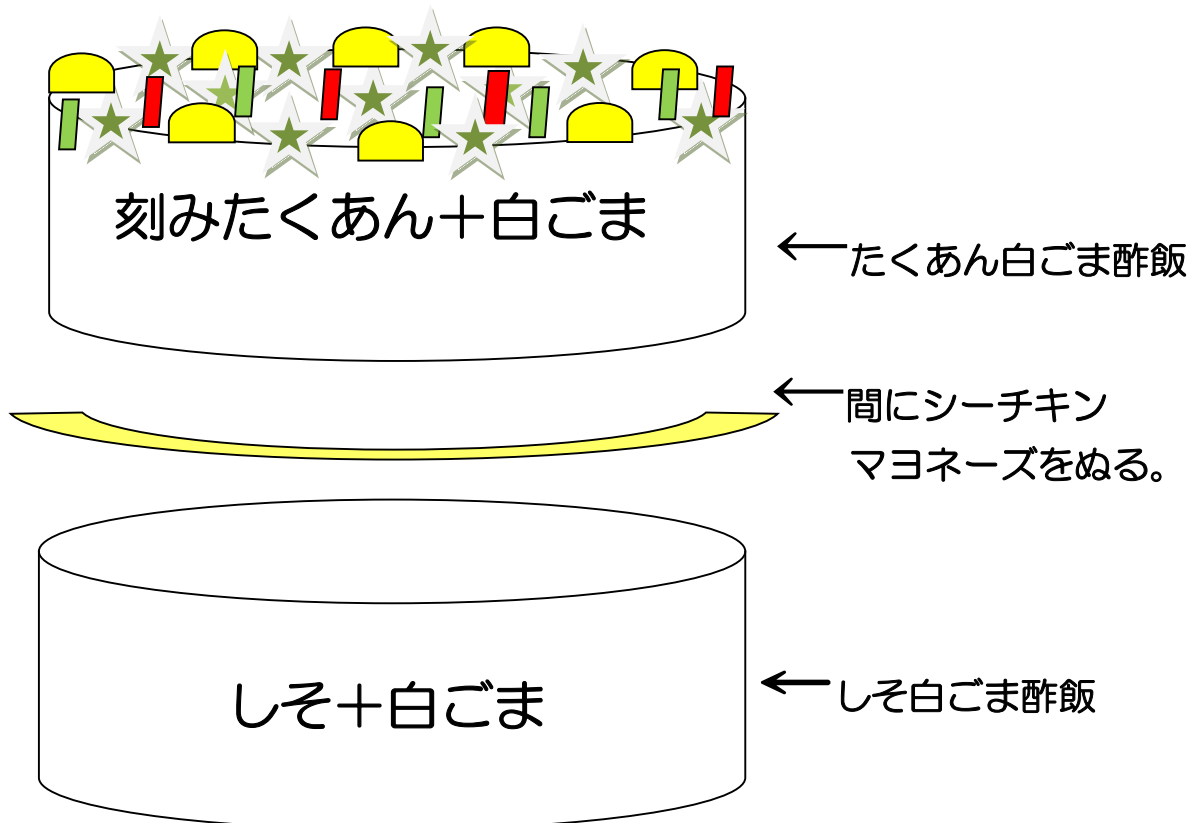 刻みたくあん＋白ごま
←たくあん白ごま酢飯
←間にシーチキン
マヨネーズをぬる。
しそ＋白ごま
←しそ白ごま酢飯